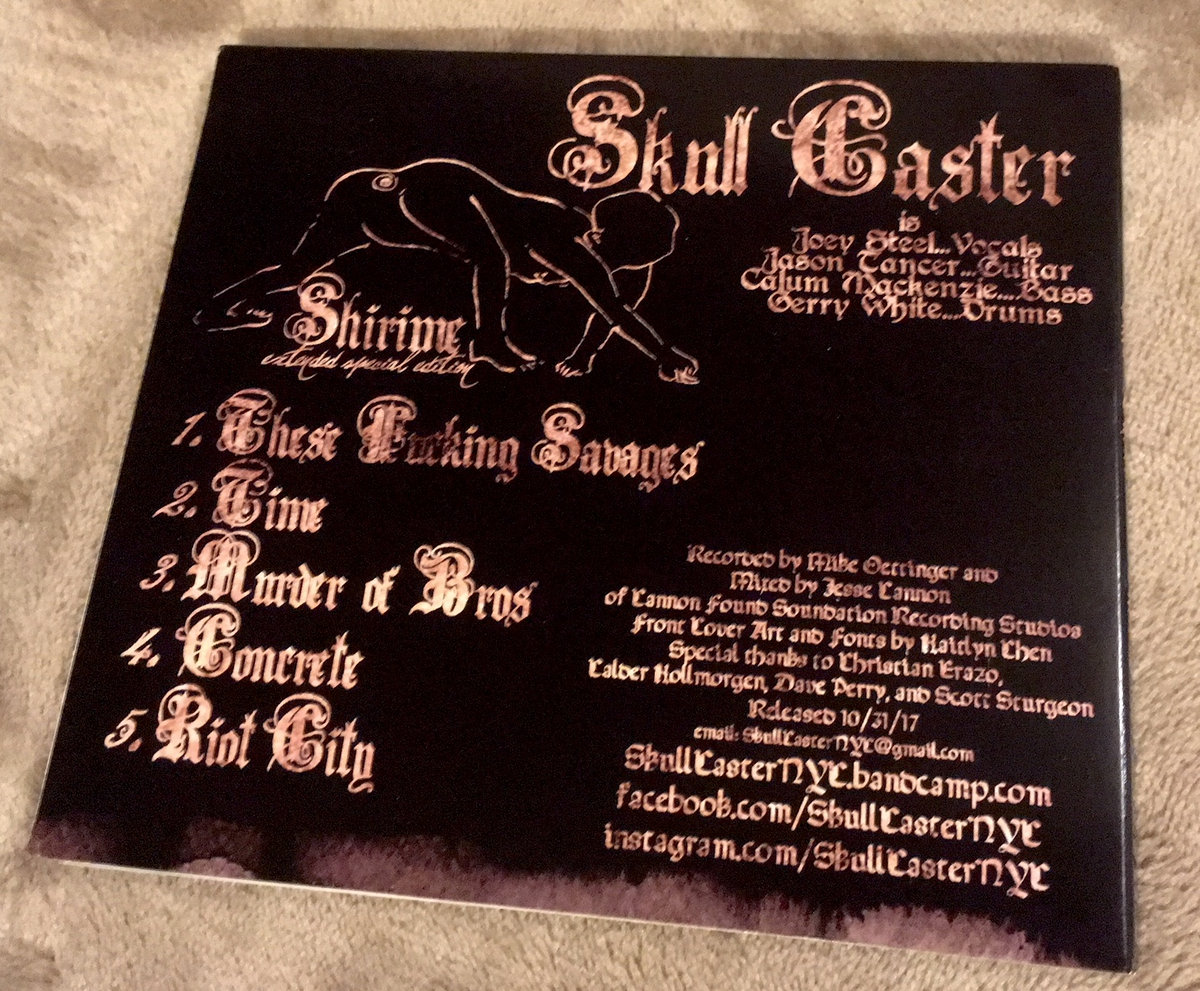 Skull Caster
is
Joey Steel...Vocals
Jason Cancer...Guitar
Calum Mackenzie...Bass
Gerry White...Drums
Shirime
extended special edition
1. These Fucking Savages
2. Time
3. Murder of Bros
4. Concrete
5. Riot City
Recorded by Mike Oettinger and
Mixed by Jesse Cannon
of Cannon Found Soundation Recording Studios
Front Cover Art and Fonts by Kaitlyn Chen
Special thanks to Christian Erazo,
Calder Hollmorgen, Dave Perry, and Scott Sturgeon
Released 10/31/17
email: SkullCasterNYC@gmail.com
SkullCasterNYC.bandcamp.com
facebook.com/SkullCasterNYC
instagram.com/SkullCasterNYC